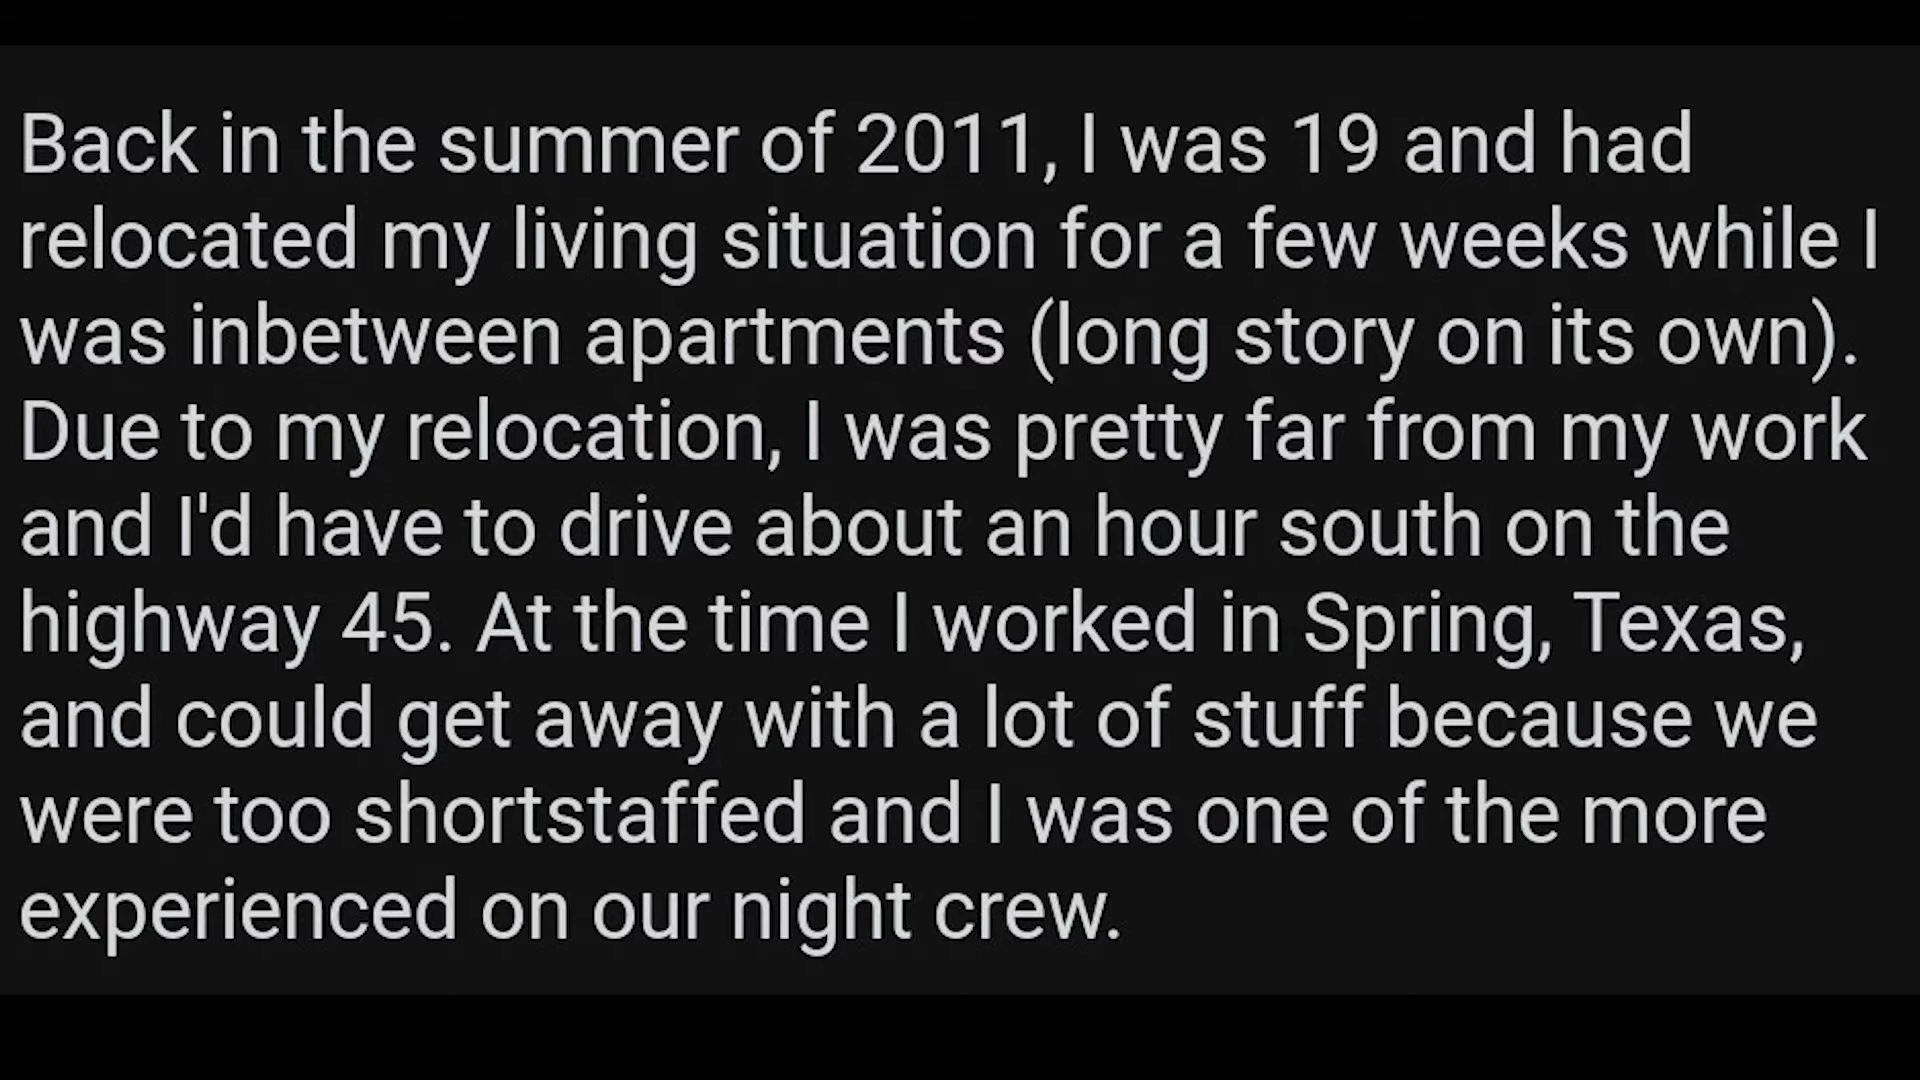 Back in the summer of 2011, I was 19 and had
relocated my living situation for a few weeks while I
was inbetween apartments (long story on its own).
Due to my relocation, I was pretty far from my work
and I'd have to drive about an hour south on the
highway 45. At the time I worked in Spring, Texas,
and could get away with a lot of stuff because we
were too shortstaffed and I was one of the more
experienced on our night crew.